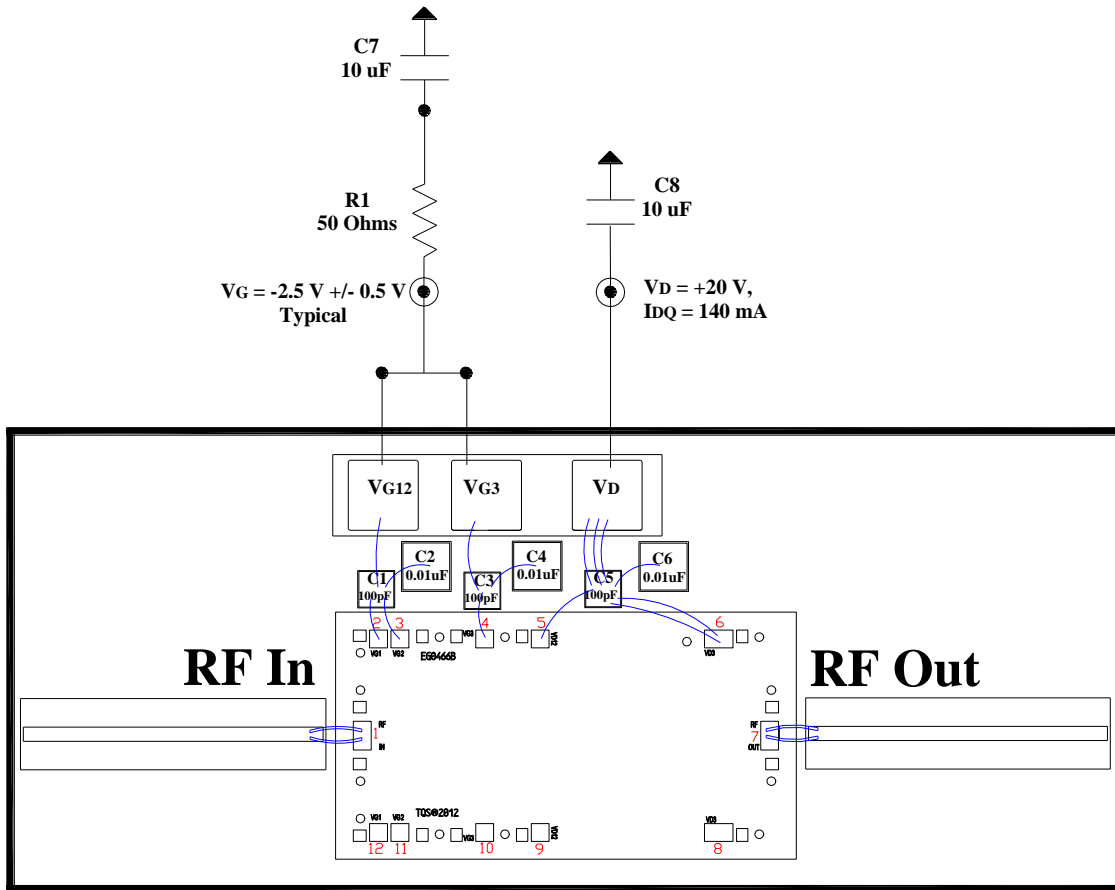 C7
10 uF
R1
50 Ohms
C8
10 uF
VG = -2.5 V +/- 0.5 V
Typical
VD = +20 V,
IDQ = 140 mA
VG12
VG3
VD
C2
0.01uF
C4
0.01uF
C6
0.01uF
C1
100pF
C3
100pF
C5
100pF
2
3
4
5
6
VG1
VG2
VG3
VD2
VD3
EG0466B
RF In
RF Out
RF
1
IN
RF
7
OUT
TQS©2012
VG1
VG2
VG3
VD2
VD3
12
11
10
9
8